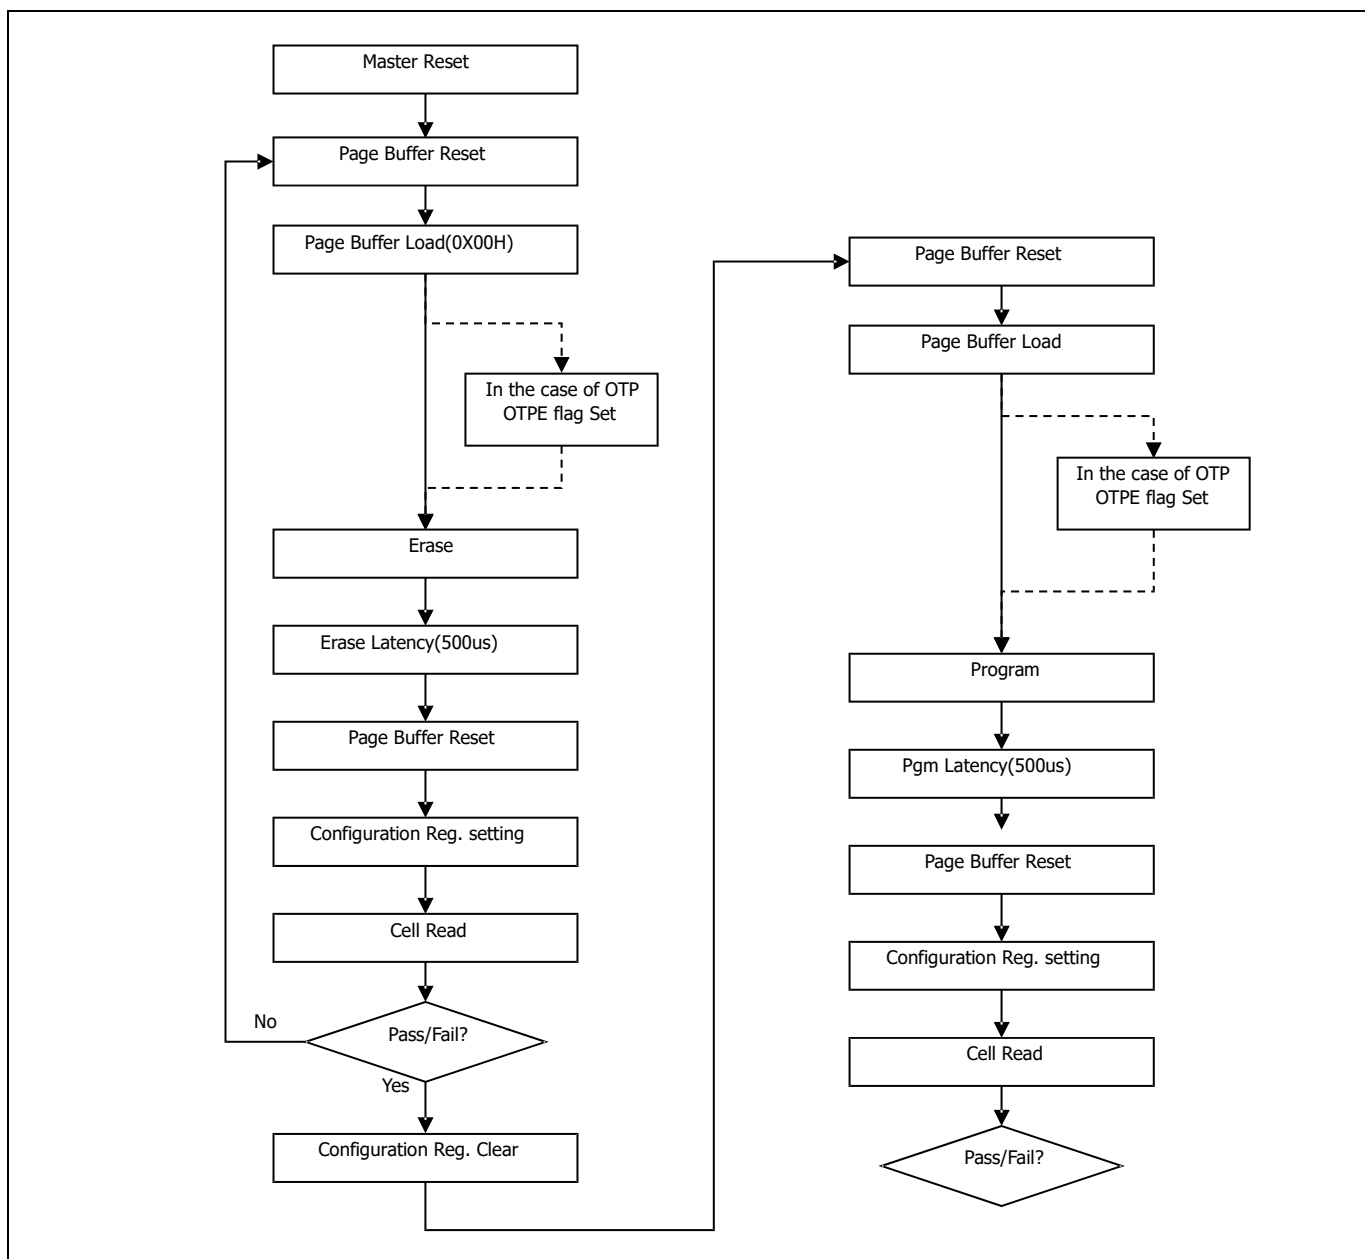 Master Reset
Page Buffer Reset
Page Buffer Load(0X00H)
In the case of OTP
OTPE flag Set
Erase
Erase Latency(500us)
Page Buffer Reset
Configuration Reg. setting
Cell Read
Pass/Fail?
No
Yes
Configuration Reg. Clear
Page Buffer Reset
Page Buffer Load
In the case of OTP
OTPE flag Set
Program
Pgm Latency(500us)
Page Buffer Reset
Configuration Reg. setting
Cell Read
Pass/Fail?